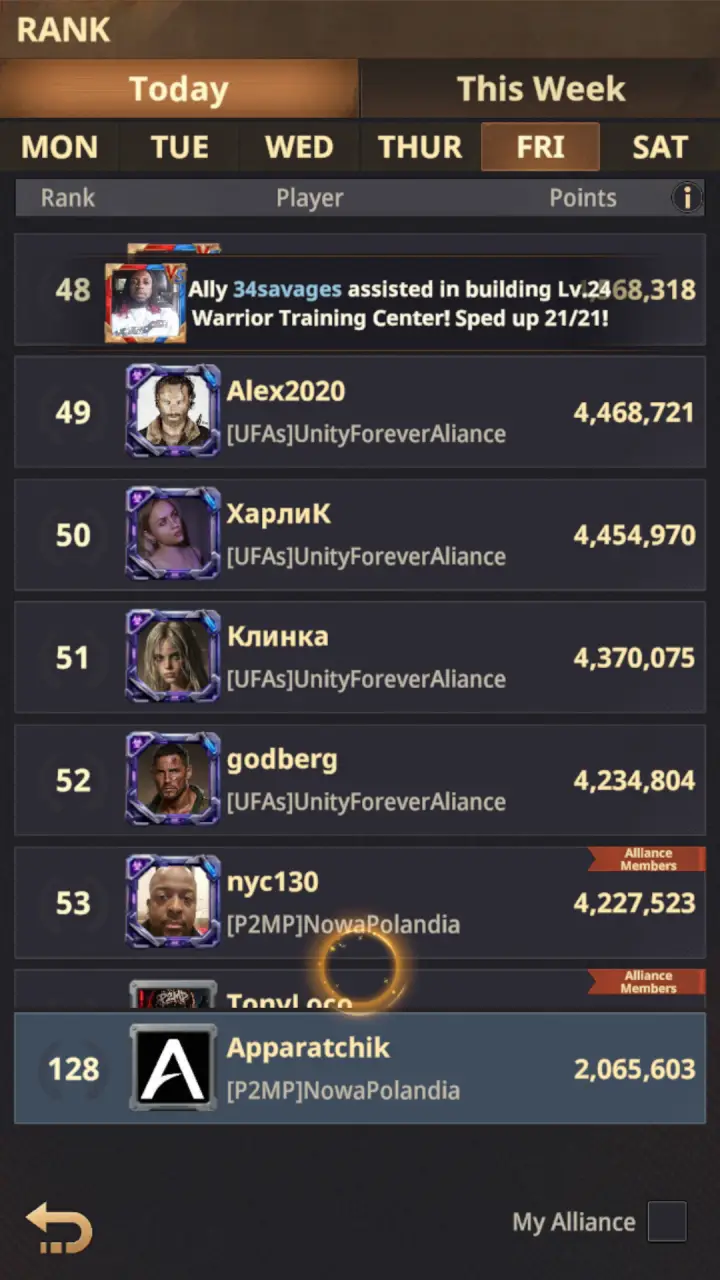 RANK
Today
This Week
MON TUE WED THUR FRI SAT
Rank Player Points
48
Ally 34savages assisted in building Lv.24
Warrior Training Center! Sped up 21/21!
68,318
49
Alex2020
[UFAs]UnityForeverAliance
4,468,721
50
ХарлиК
[UFAs]UnityForeverAliance
4,454,970
51
Клинка
[UFAs]UnityForeverAliance
4,370,075
52
godberg
[UFAs]UnityForeverAliance
4,234,804
Alliance
Members
53
nyc130
[P2MP]NowaPolandia
4,227,523
Alliance
Members
TonyLoco
128
Apparatchik
[P2MP]NowaPolandia
2,065,603
My Alliance